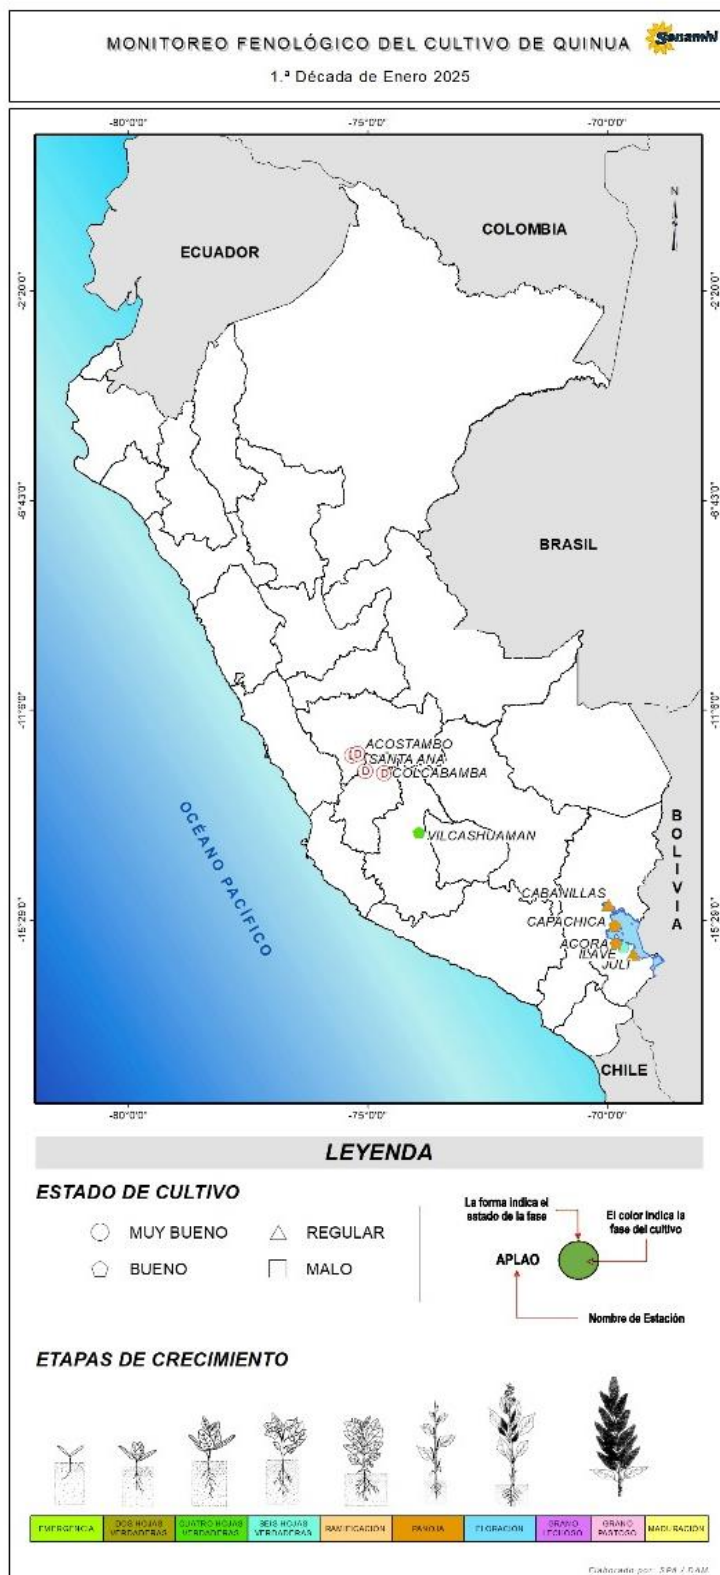 MONITOREO FENOLÓGICO DEL CULTIVO DE QUINUA
Senamhi
1.ª Década de Enero 2025
-80°0'0"
-75°0'0"
-70°0'0"
N
COLOMBIA
ECUADOR
-2°20'0"
-2°20'0"
-6°43'0"
-6°43'0"
BRASIL
-11°6'0"
-11°6'0"
ACOSTAMBO
D
SANTA ANA
D
D
COLCABAMBA
VILCASHUAMAN
OCÉANO PACÍFICO
BOLIVIA
CABANILLAS
CAPACHICA
ACORA
ILAVE
JULI
-15°29'0"
-15°29'0"
CHILE
-80°0'0"
-75°0'0"
-70°0'0"
LEYENDA
ESTADO DE CULTIVO
MUY BUENO
REGULAR
BUENO
MALO
La forma indica el
estado de la fase
El color indica la
fase del cultivo
APLAO
Nombre de Estación
ETAPAS DE CRECIMIENTO
EMERGENCIA
DOS HOJAS
VERDADERAS
CUATRO HOJAS
VERDADERAS
SEIS HOJAS
VERDADERAS
RAMIFICACIÓN
PANOJA
FLORACIÓN
GRANO
LECHOSO
GRANO
PASTOSO
MADURACIÓN
Elaborado por: SPA / DAM